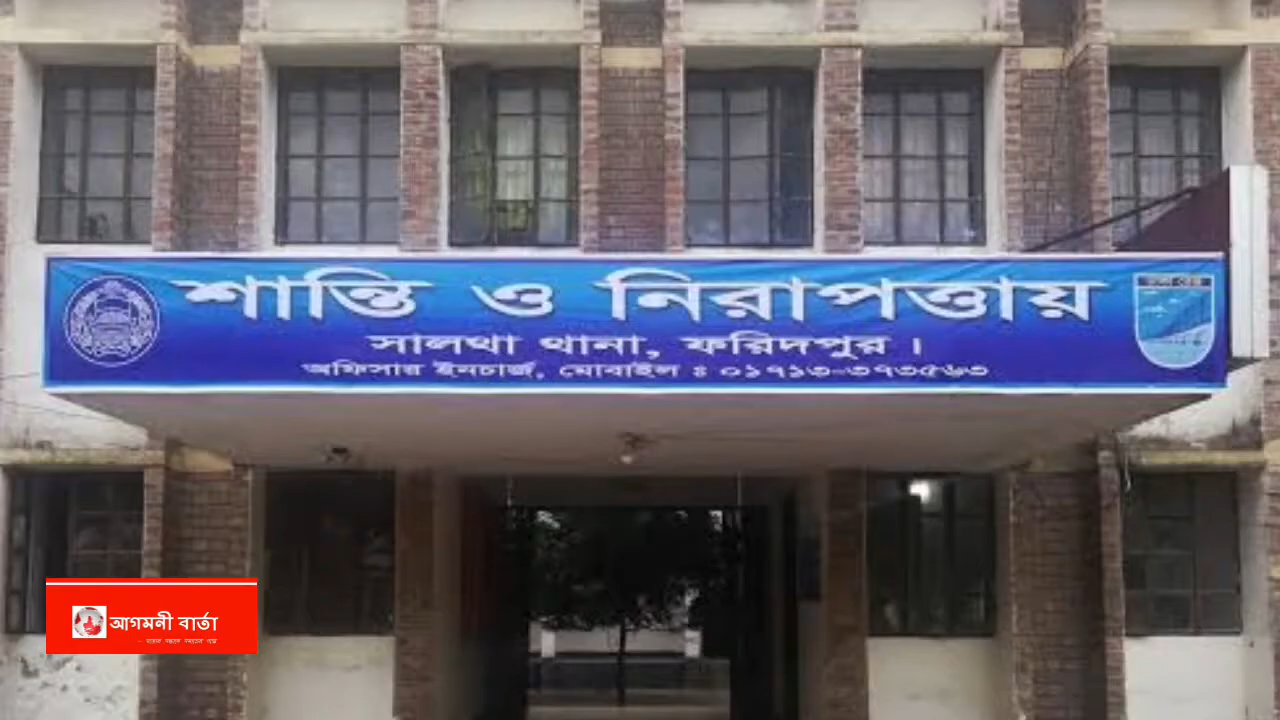 শান্তি ও নিরাপত্তায়
সালথা থানা, ফরিদপুর।
অফিসার ইনচার্জ, মোবাইল ঃ ০১৭১৩-৩৭৩৫৬৩
আগমনী বার্তা